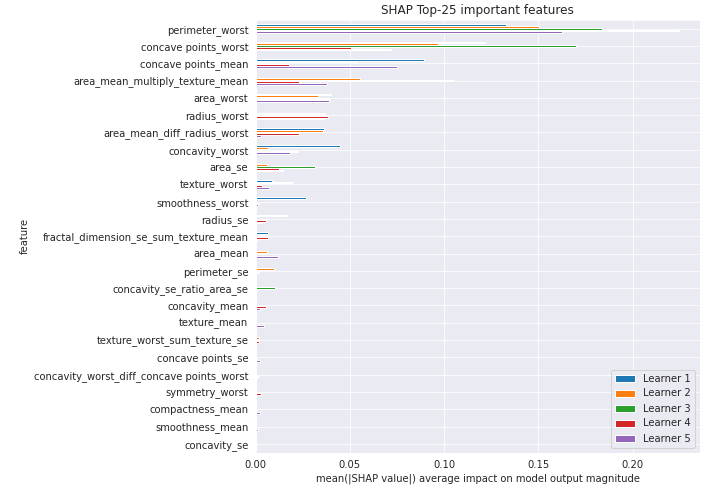 SHAP Top-25 important features
perimeter_worst
concave points_worst
concave points_mean
area_mean_multiply_texture_mean
area_worst
radius_worst
area_mean_diff_radius_worst
concavity_worst
area_se
texture_worst
smoothness_worst
radius_se
fractal_dimension_se_sum_texture_mean
area_mean
perimeter_se
concavity_se_ratio_area_se
concavity_mean
texture_mean
texture_worst_sum_texture_se
concave points_se
concavity_worst_diff_concave points_worst
symmetry_worst
compactness_mean
smoothness_mean
concavity_se
feature
Learner 1
Learner 2
Learner 3
Learner 4
Learner 5
0.00 0.05 0.10 0.15 0.20
mean(|SHAP value|) average impact on model output magnitude